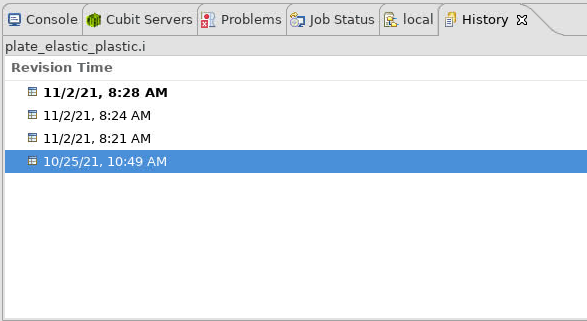 Console Cubit Servers Problems Job Status local History
plate_elastic_plastic.i
Revision Time
11/2/21, 8:28 AM
11/2/21, 8:24 AM
11/2/21, 8:21 AM
10/25/21, 10:49 AM